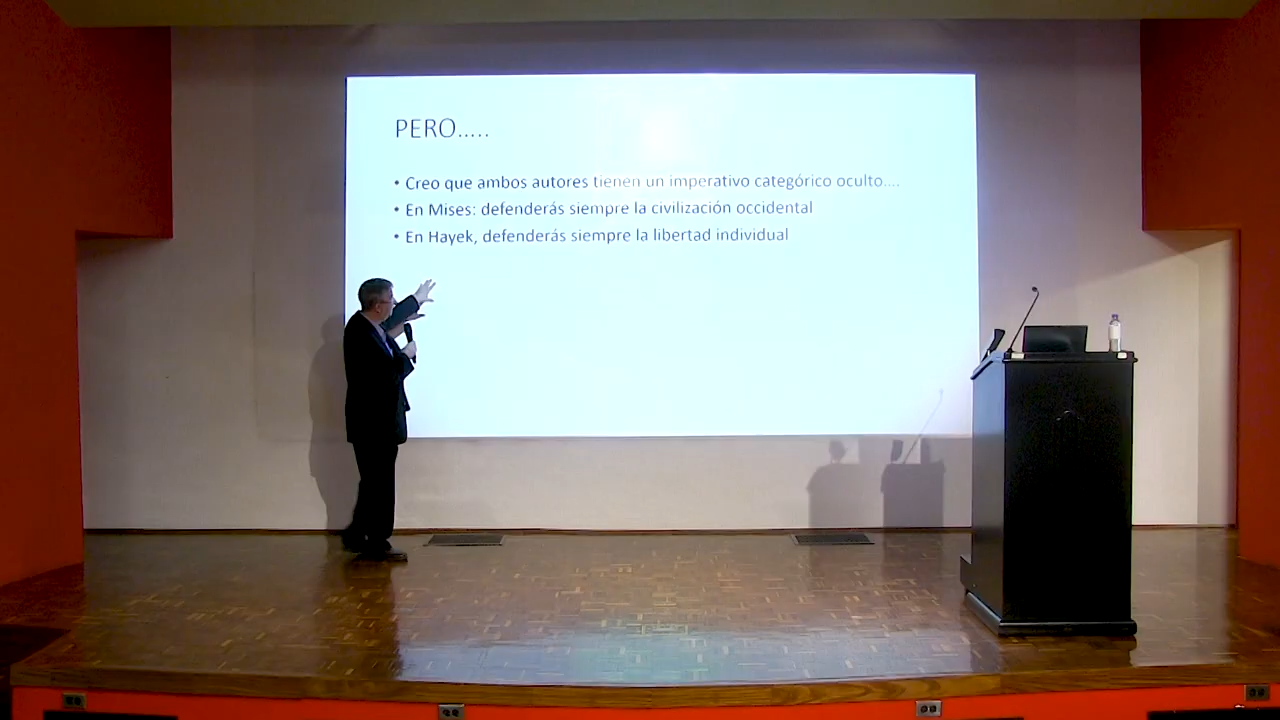 PERO.....
• Creo que ambos autores tienen un imperativo categórico oculto....
• En Mises: defenderás siempre la civilización occidental
• En Hayek, defenderás siempre la libertad individual